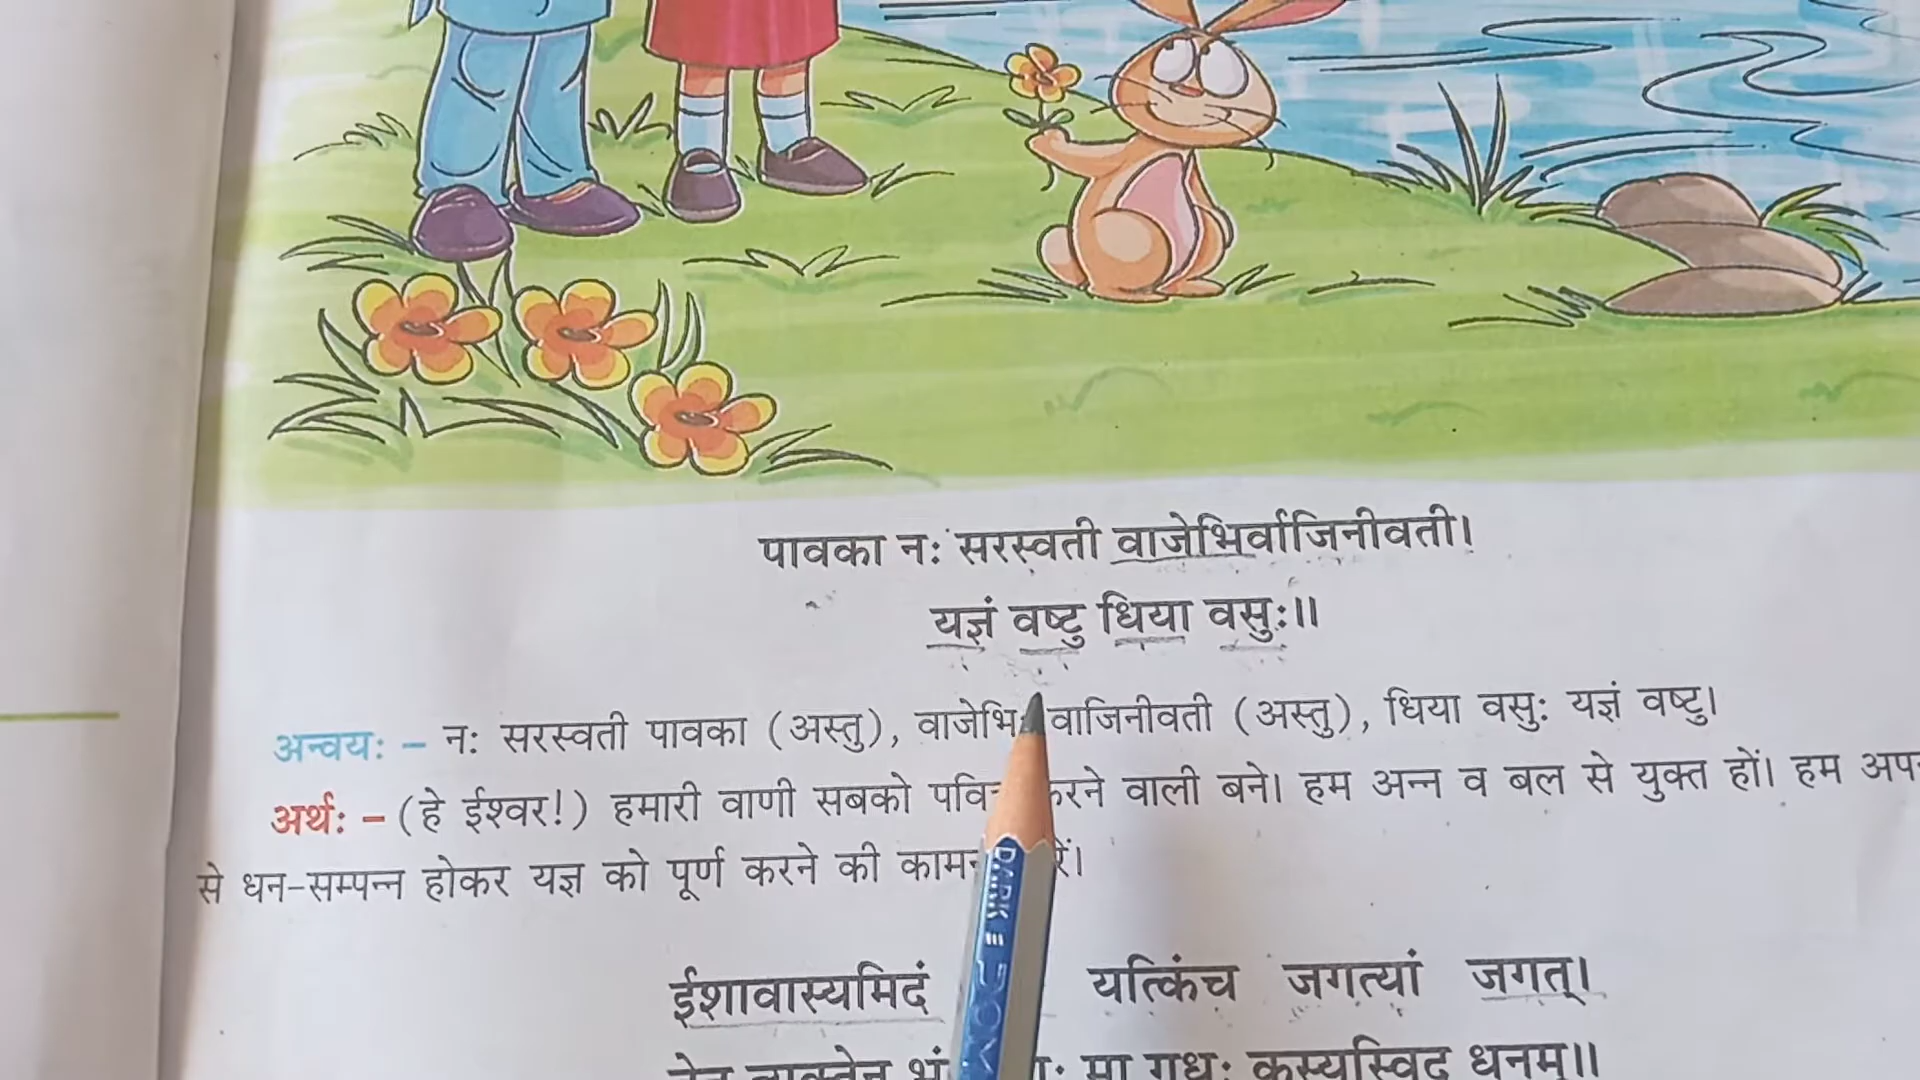 पावका नः सरस्वती वाजेभिर्वाजिनीवती।
यज्ञं वष्टु धिया वसुः॥
अन्वयः – नः सरस्वती पावका (अस्तु), वाजेभि वाजिनीवती (अस्तु), धिया वसुः यज्ञं वष्टु।
अर्थः – (हे ईश्वर!) हमारी वाणी सबको वाली बने। हम अन्न व बल से युक्त हों। हम
से धन-सम्पन्न होकर यज्ञ को पूर्ण करने की
ईशावास्यमिदं यत्किंच जगत्यां जगत्।
मा गृधः कस्यस्विद् धनम्॥
DARK